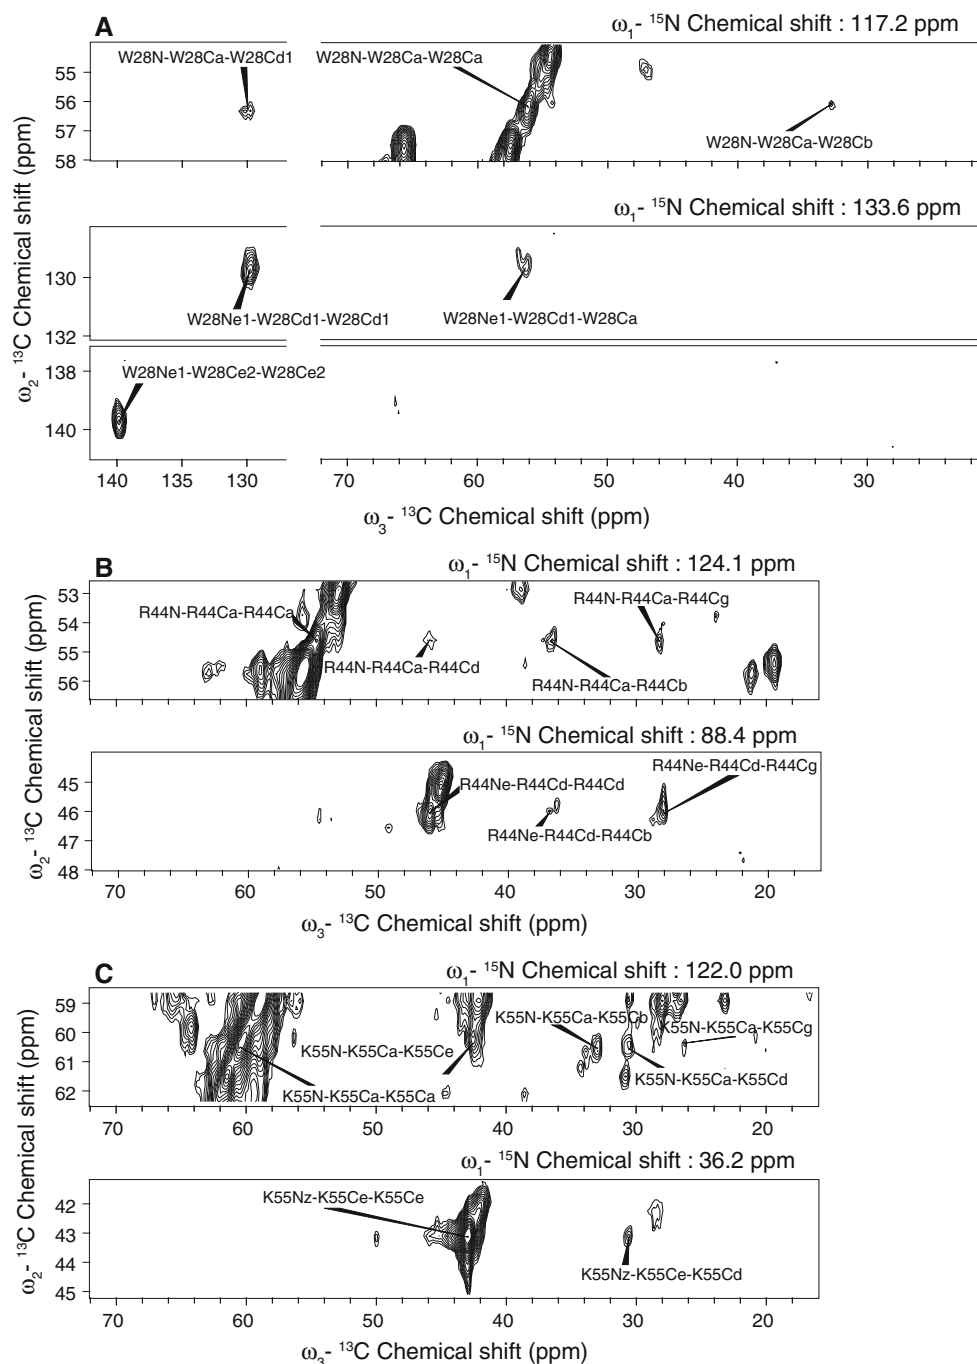 A
ω1- 15N Chemical shift : 117.2 ppm
W28N-W28Ca-W28Cd1
W28N-W28Ca-W28Ca
W28N-W28Ca-W28Cb
55
56
57
58
ω1- 15N Chemical shift : 133.6 ppm
130
132
W28Ne1-W28Cd1-W28Cd1
W28Ne1-W28Cd1-W28Ca
W28Ne1-W28Ce2-W28Ce2
138
140
ω2- 13C Chemical shift (ppm)
140 135 130 70 60 50 40 30
ω3- 13C Chemical shift (ppm)
B
ω1- 15N Chemical shift : 124.1 ppm
53
54
55
56
R44N-R44Ca-R44Ca
R44N-R44Ca-R44Cg
R44N-R44Ca-R44Cd
R44N-R44Ca-R44Cb
ω1- 15N Chemical shift : 88.4 ppm
45
46
47
48
R44Ne-R44Cd-R44Cg
R44Ne-R44Cd-R44Cd
R44Ne-R44Cd-R44Cb
ω2- 13C Chemical shift (ppm)
70 60 50 40 30 20
ω3- 13C Chemical shift (ppm)
C
ω1- 15N Chemical shift : 122.0 ppm
59
60
61
62
K55N-K55Ca-K55Cb
K55N-K55Ca-K55Cg
K55N-K55Ca-K55Ce
K55N-K55Ca-K55Cd
K55N-K55Ca-K55Ca
70 60 50 40 30 20
ω1- 15N Chemical shift : 36.2 ppm
42
43
44
45
K55Nz-K55Ce-K55Ce
K55Nz-K55Ce-K55Cd
ω2- 13C Chemical shift (ppm)
70 60 50 40 30 20
ω3- 13C Chemical shift (ppm)